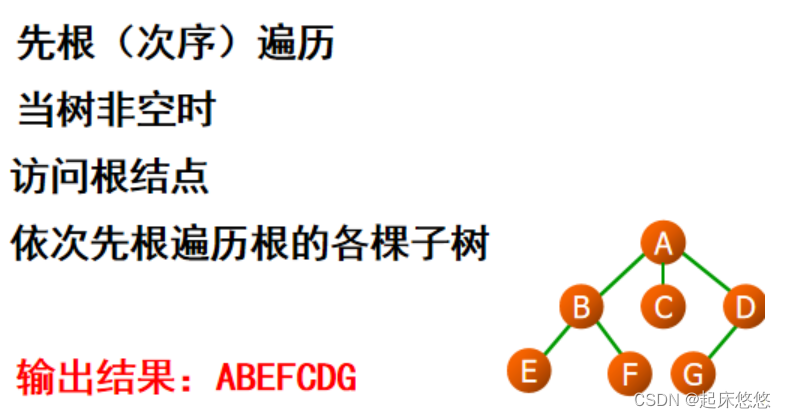 先根（次序）遍历
当树非空时
访问根结点
依次先根遍历根的各棵子树
A
B C D
E F G
输出结果：ABEFCDG
CSDN @起床悠悠